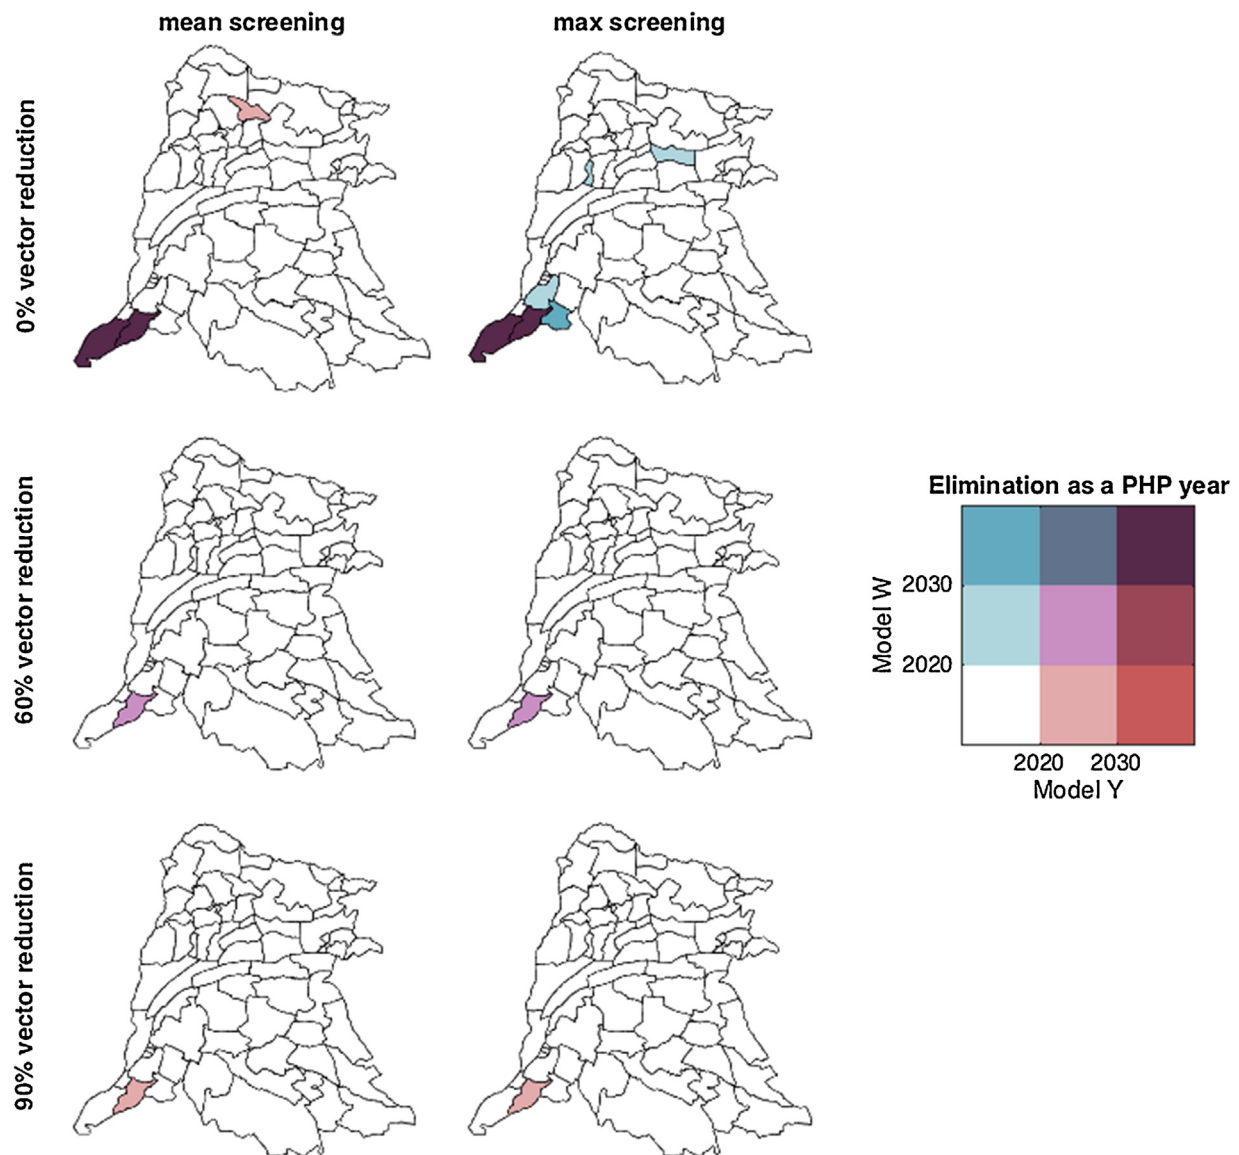 mean screening
max screening
0% vector reduction
60% vector reduction
90% vector reduction
Elimination as a PHP year
Model W
2030
2020
2020
2030
Model Y